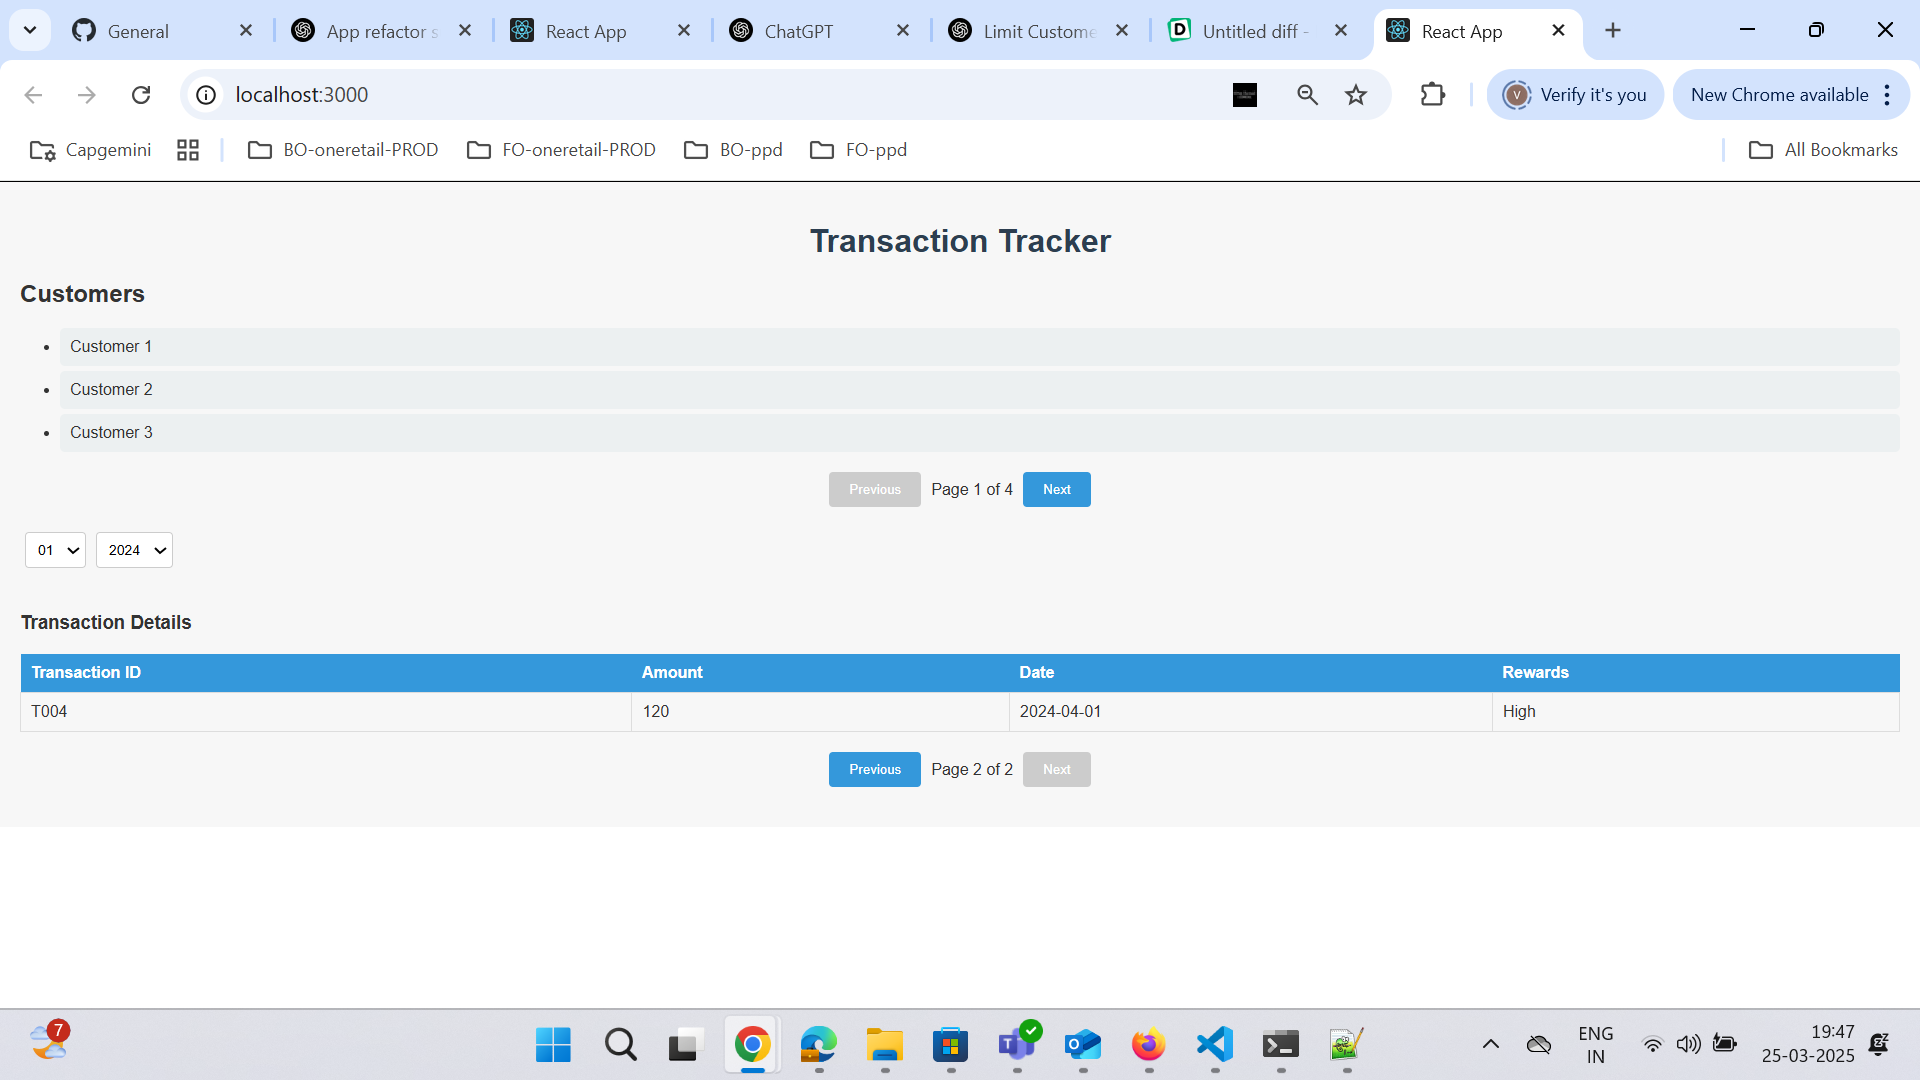 General
App refactor s
React App
ChatGPT
Limit Custome
Untitled diff -
React App
localhost:3000
Verify it's you
New Chrome available
Capgemini
BO-oneretail-PROD
FO-oneretail-PROD
BO-ppd
FO-ppd
All Bookmarks
Transaction Tracker
Customers
Customer 1
Customer 2
Customer 3
Previous Page 1 of 4 Next
01 2024
Transaction Details
Transaction ID Amount Date Rewards
T004 120 2024-04-01 High
Previous Page 2 of 2 Next
7
ENG
IN
19:47
25-03-2025